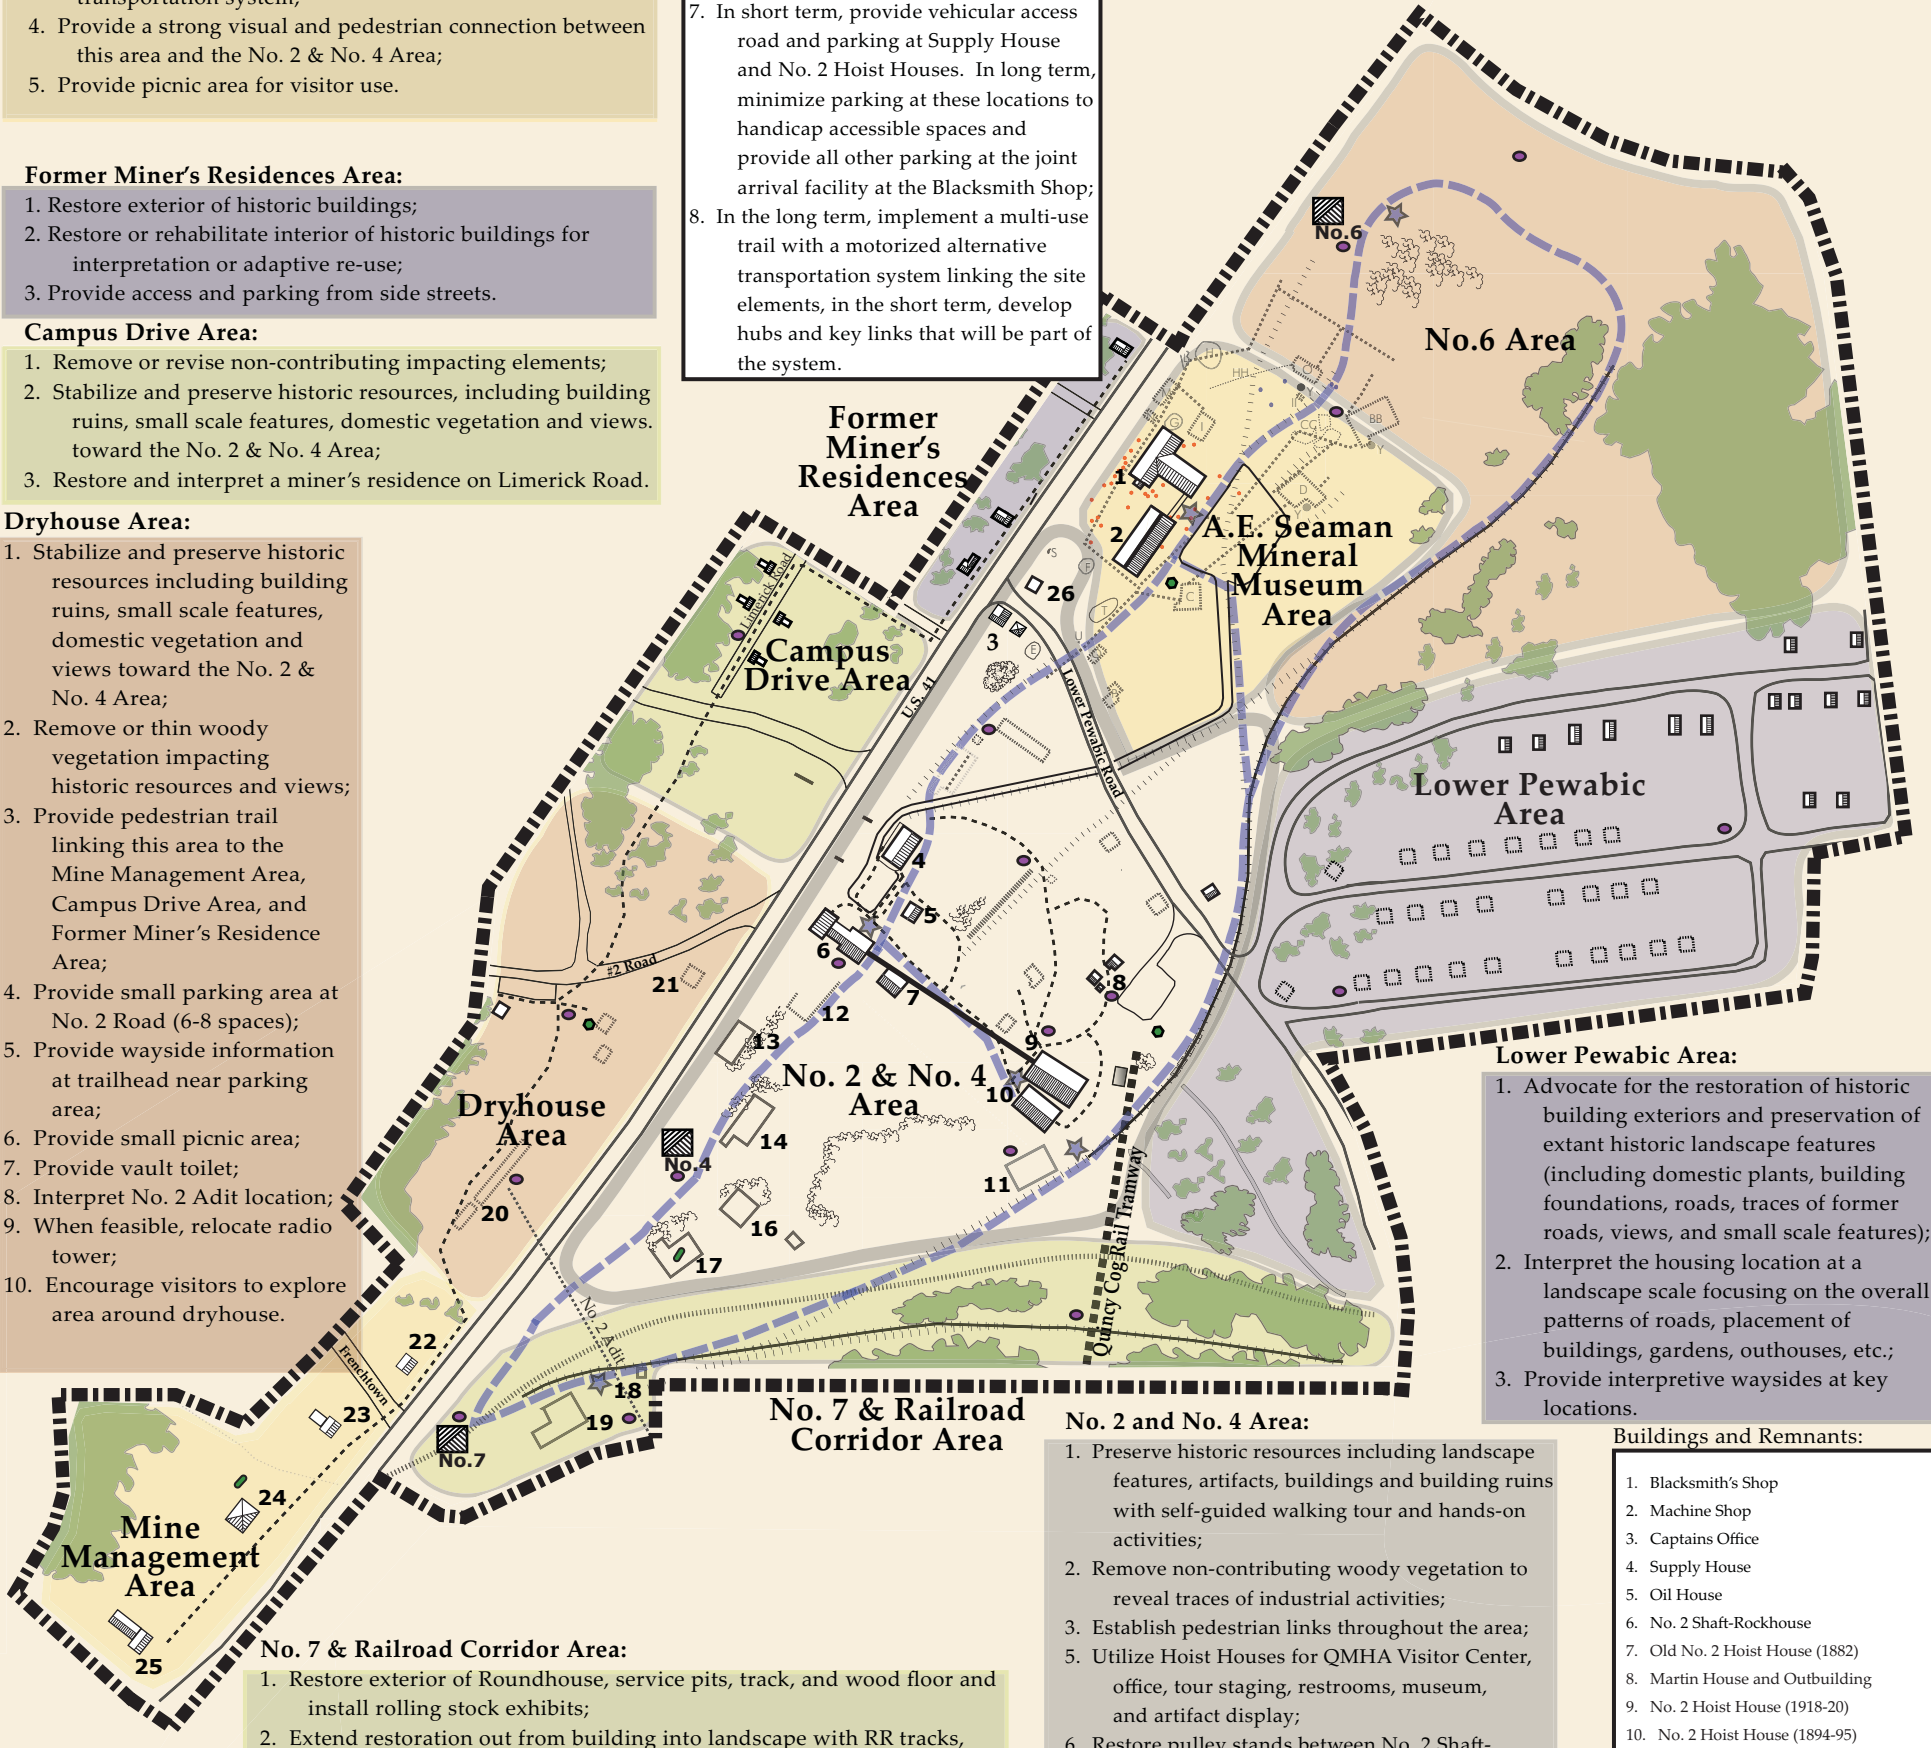 transportation system;
4. Provide a strong visual and pedestrian connection between
this area and the No. 2 & No. 4 Area;
5. Provide picnic area for visitor use.
Former Miner's Residences Area:
1. Restore exterior of historic buildings;
2. Restore or rehabilitate interior of historic buildings for
interpretation or adaptive re-use;
3. Provide access and parking from side streets.
Campus Drive Area:
1. Remove or revise non-contributing impacting elements;
2. Stabilize and preserve historic resources, including building
ruins, small scale features, domestic vegetation and views.
toward the No. 2 & No. 4 Area;
3. Restore and interpret a miner's residence on Limerick Road.
Dryhouse Area:
1. Stabilize and preserve historic
resources including building
ruins, small scale features,
domestic vegetation and
views toward the No. 2 &
No. 4 Area;
2. Remove or thin woody
vegetation impacting
historic resources and views;
3. Provide pedestrian trail
linking this area to the
Mine Management Area,
Campus Drive Area, and
Former Miner's Residence
Area;
4. Provide small parking area at
No. 2 Road (6-8 spaces);
5. Provide wayside information
at trailhead near parking
area;
6. Provide small picnic area;
7. Provide vault toilet;
8. Interpret No. 2 Adit location;
9. When feasible, relocate radio
tower;
10. Encourage visitors to explore
area around dryhouse.
7. In short term, provide vehicular access
road and parking at Supply House
and No. 2 Hoist Houses. In long term,
minimize parking at these locations to
handicap accessible spaces and
provide all other parking at the joint
arrival facility at the Blacksmith Shop;
8. In the long term, implement a multi-use
trail with a motorized alternative
transportation system linking the site
elements, in the short term, develop
hubs and key links that will be part of
the system.
Former
Miner's
Residences
Area
No.6
No.6 Area
H
HH
O
Y
II
BB
G
I
CC
Y
1
D
Y
2
A.E. Seaman
Mineral
Museum
Area
S
F
C
26
T
3
U
E
Limerick Road
Campus
Drive Area
U.S. 41
Lower Pewabic Road
Lower Pewabic
Area
4
5
6
7
8
#2 Road
21
12
13
9
No. 2 & No. 4
Area
10
Dryhouse
Area
14
No.4
11
20
16
17
Quincy Cog Rail Tramway
No. 2 Adit
22
Frenchtown
18
23
19
No. 7 & Railroad
Corridor Area
No.7
24
Mine
Management
Area
25
Lower Pewabic Area:
1. Advocate for the restoration of historic
building exteriors and preservation of
extant historic landscape features
(including domestic plants, building
foundations, roads, traces of former
roads, views, and small scale features);
2. Interpret the housing location at a
landscape scale focusing on the overall
patterns of roads, placement of
buildings, gardens, outhouses, etc.;
3. Provide interpretive waysides at key
locations.
No. 7 & Railroad Corridor Area:
1. Restore exterior of Roundhouse, service pits, track, and wood floor and
install rolling stock exhibits;
2. Extend restoration out from building into landscape with RR tracks,
No. 2 and No. 4 Area:
1. Preserve historic resources including landscape
features, artifacts, buildings and building ruins
with self-guided walking tour and hands-on
activities;
2. Remove non-contributing woody vegetation to
reveal traces of industrial activities;
3. Establish pedestrian links throughout the area;
5. Utilize Hoist Houses for QMHA Visitor Center,
office, tour staging, restrooms, museum,
and artifact display;
6. Restore pulley stands between No. 2 Shaft-
Buildings and Remnants:
1. Blacksmith's Shop
2. Machine Shop
3. Captains Office
4. Supply House
5. Oil House
6. No. 2 Shaft-Rockhouse
7. Old No. 2 Hoist House (1882)
8. Martin House and Outbuilding
9. No. 2 Hoist House (1918-20)
10. No. 2 Hoist House (1894-95)